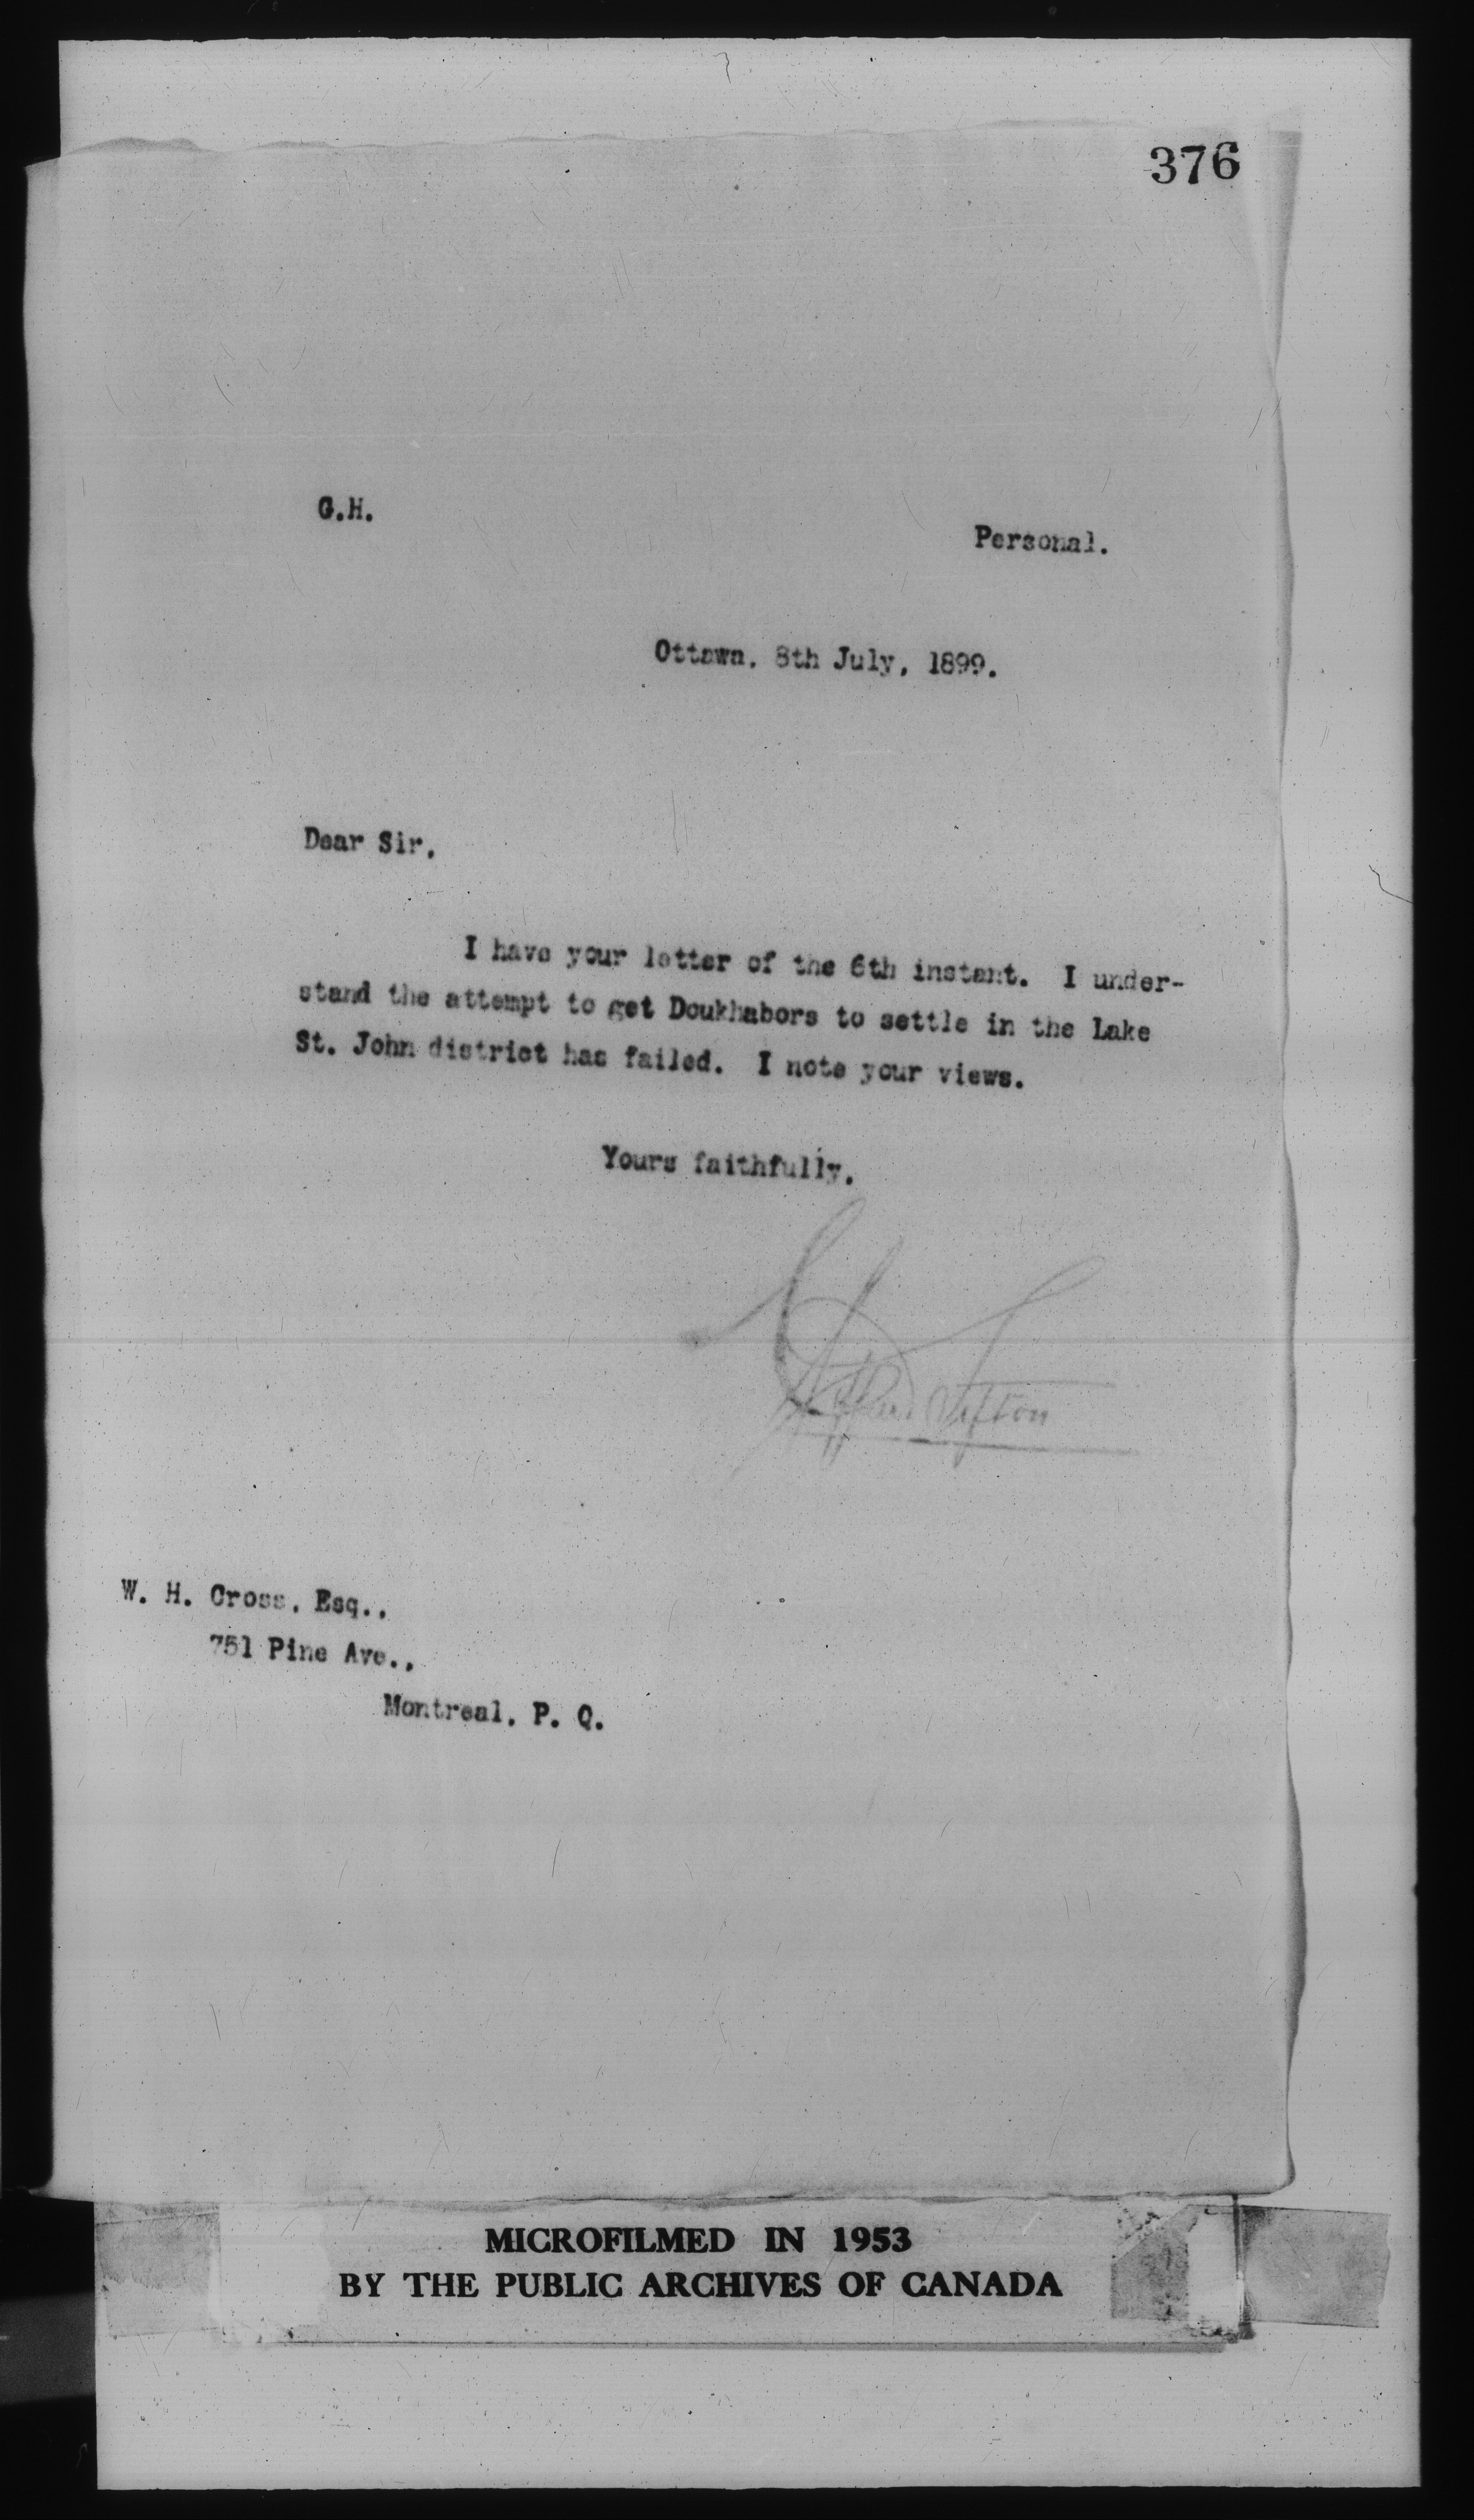 376
G.H.
Personal.
Ottawa, 8th July, 1899.
Dear Sir,
I have your letter of the 6th instant. I under-
stand the attempt to get Doukhabors to settle in the Lake
St. John district has failed. I note your views.
Yours faithfully,
Clifford Sifton
W. H. Cross, Esq.,
751 Pine Ave.,
Montreal, P. Q.
MICROFILMED IN 1953
BY THE PUBLIC ARCHIVES OF CANADA